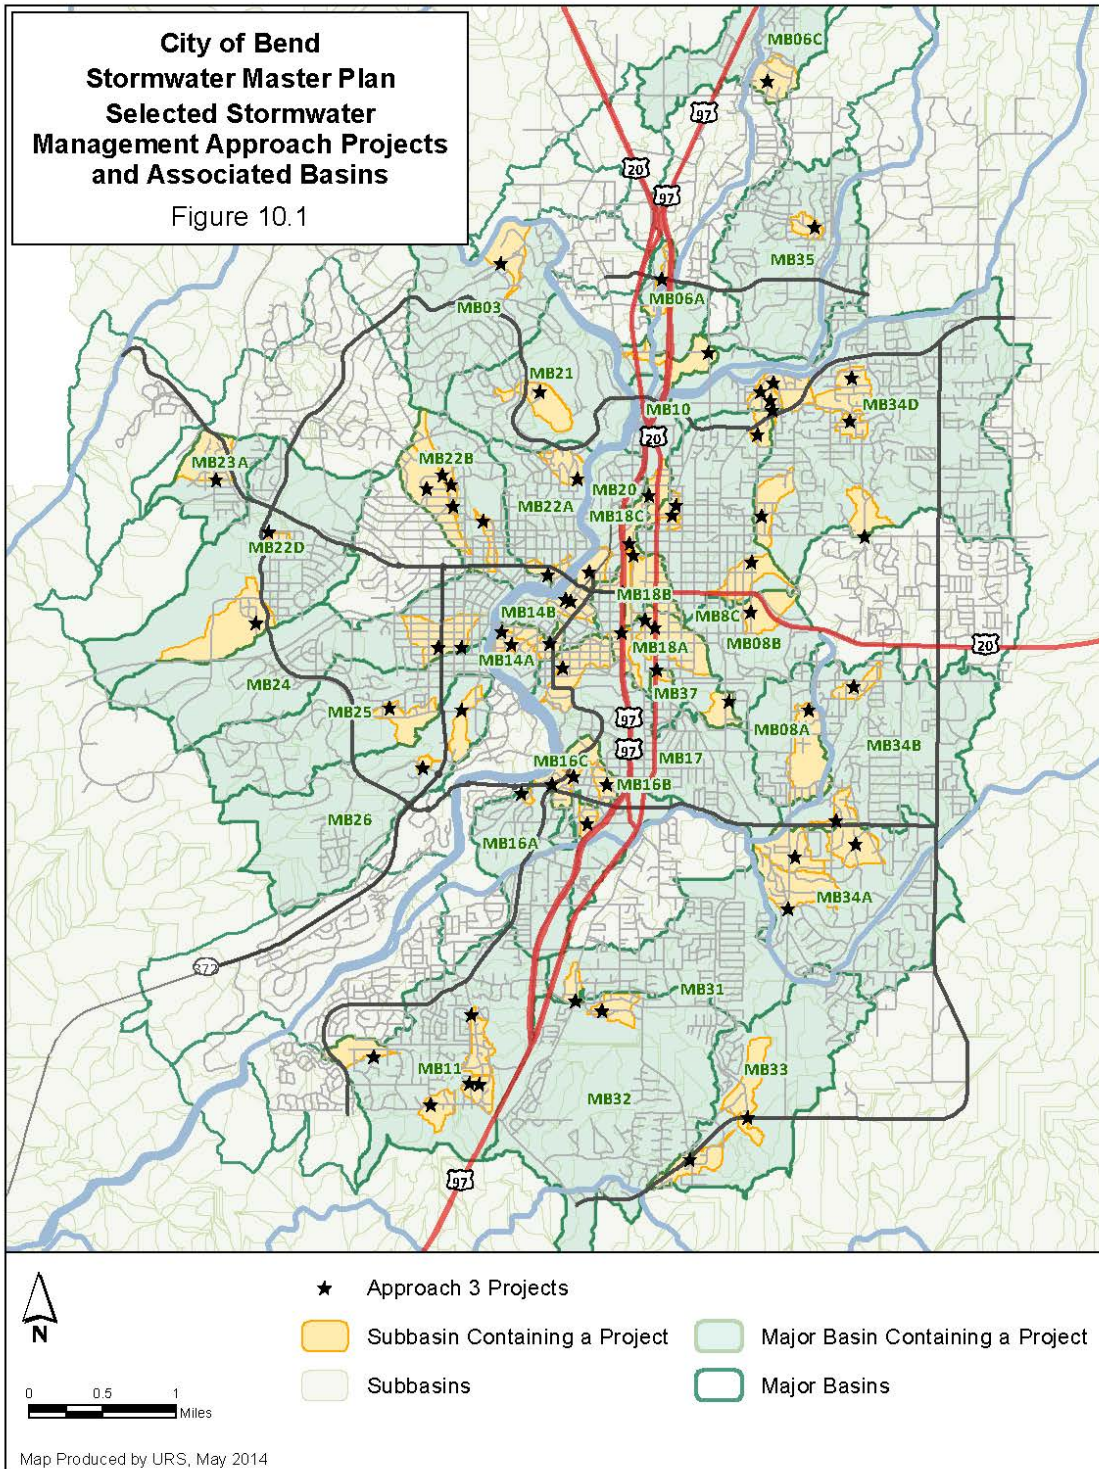 City of Bend
Stormwater Master Plan
Selected Stormwater
Management Approach Projects
and Associated Basins
Figure 10.1
MB06C
97
20
97
MB35
MB03
MB06A
MB21
MB10
MB34D
20
MB23A
MB22B
MB22A
MB20
MB18C
MB22D
MB18B
MB14B
MB8C
MB08B
MB14A
MB18A
20
MB24
MB37
MB25
97
MB08A
MB34B
97
MB17
MB16C
MB16B
MB26
MB16A
MB34A
372
MB31
MB11
MB33
MB32
97
N
Approach 3 Projects
Subbasin Containing a Project
Major Basin Containing a Project
Subbasins
Major Basins
0 0.5 1
Miles
Map Produced by URS, May 2014